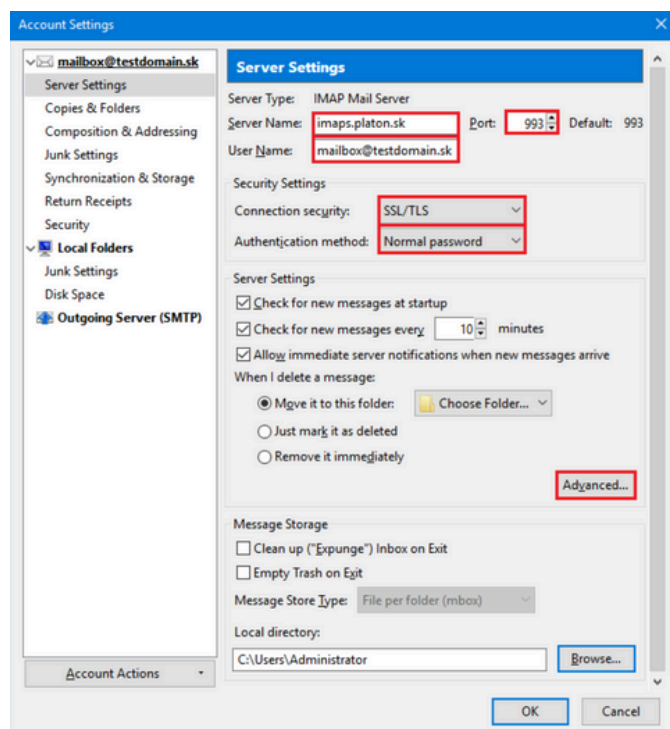 Account Settings
mailbox@testdomain.sk
Server Settings
Copies & Folders
Composition & Addressing
Junk Settings
Synchronization & Storage
Return Receipts
Security
Local Folders
Junk Settings
Disk Space
Outgoing Server (SMTP)
Account Actions
Server Settings
Server Type: IMAP Mail Server
Server Name: imaps.platon.sk Port: 993 Default: 993
User Name: mailbox@testdomain.sk
Security Settings
Connection security: SSL/TLS
Authentication method: Normal password
Server Settings
Check for new messages at startup
Check for new messages every 10 minutes
Allow immediate server notifications when new messages arrive
When I delete a message:
Move it to this folder: Choose Folder...
Just mark it as deleted
Remove it immediately
Advanced...
Message Storage
Clean up ("Expunge") Inbox on Exit
Empty Trash on Exit
Message Store Type: File per folder (mbox)
Local directory:
C:\Users\Administrator Browse...
OK Cancel